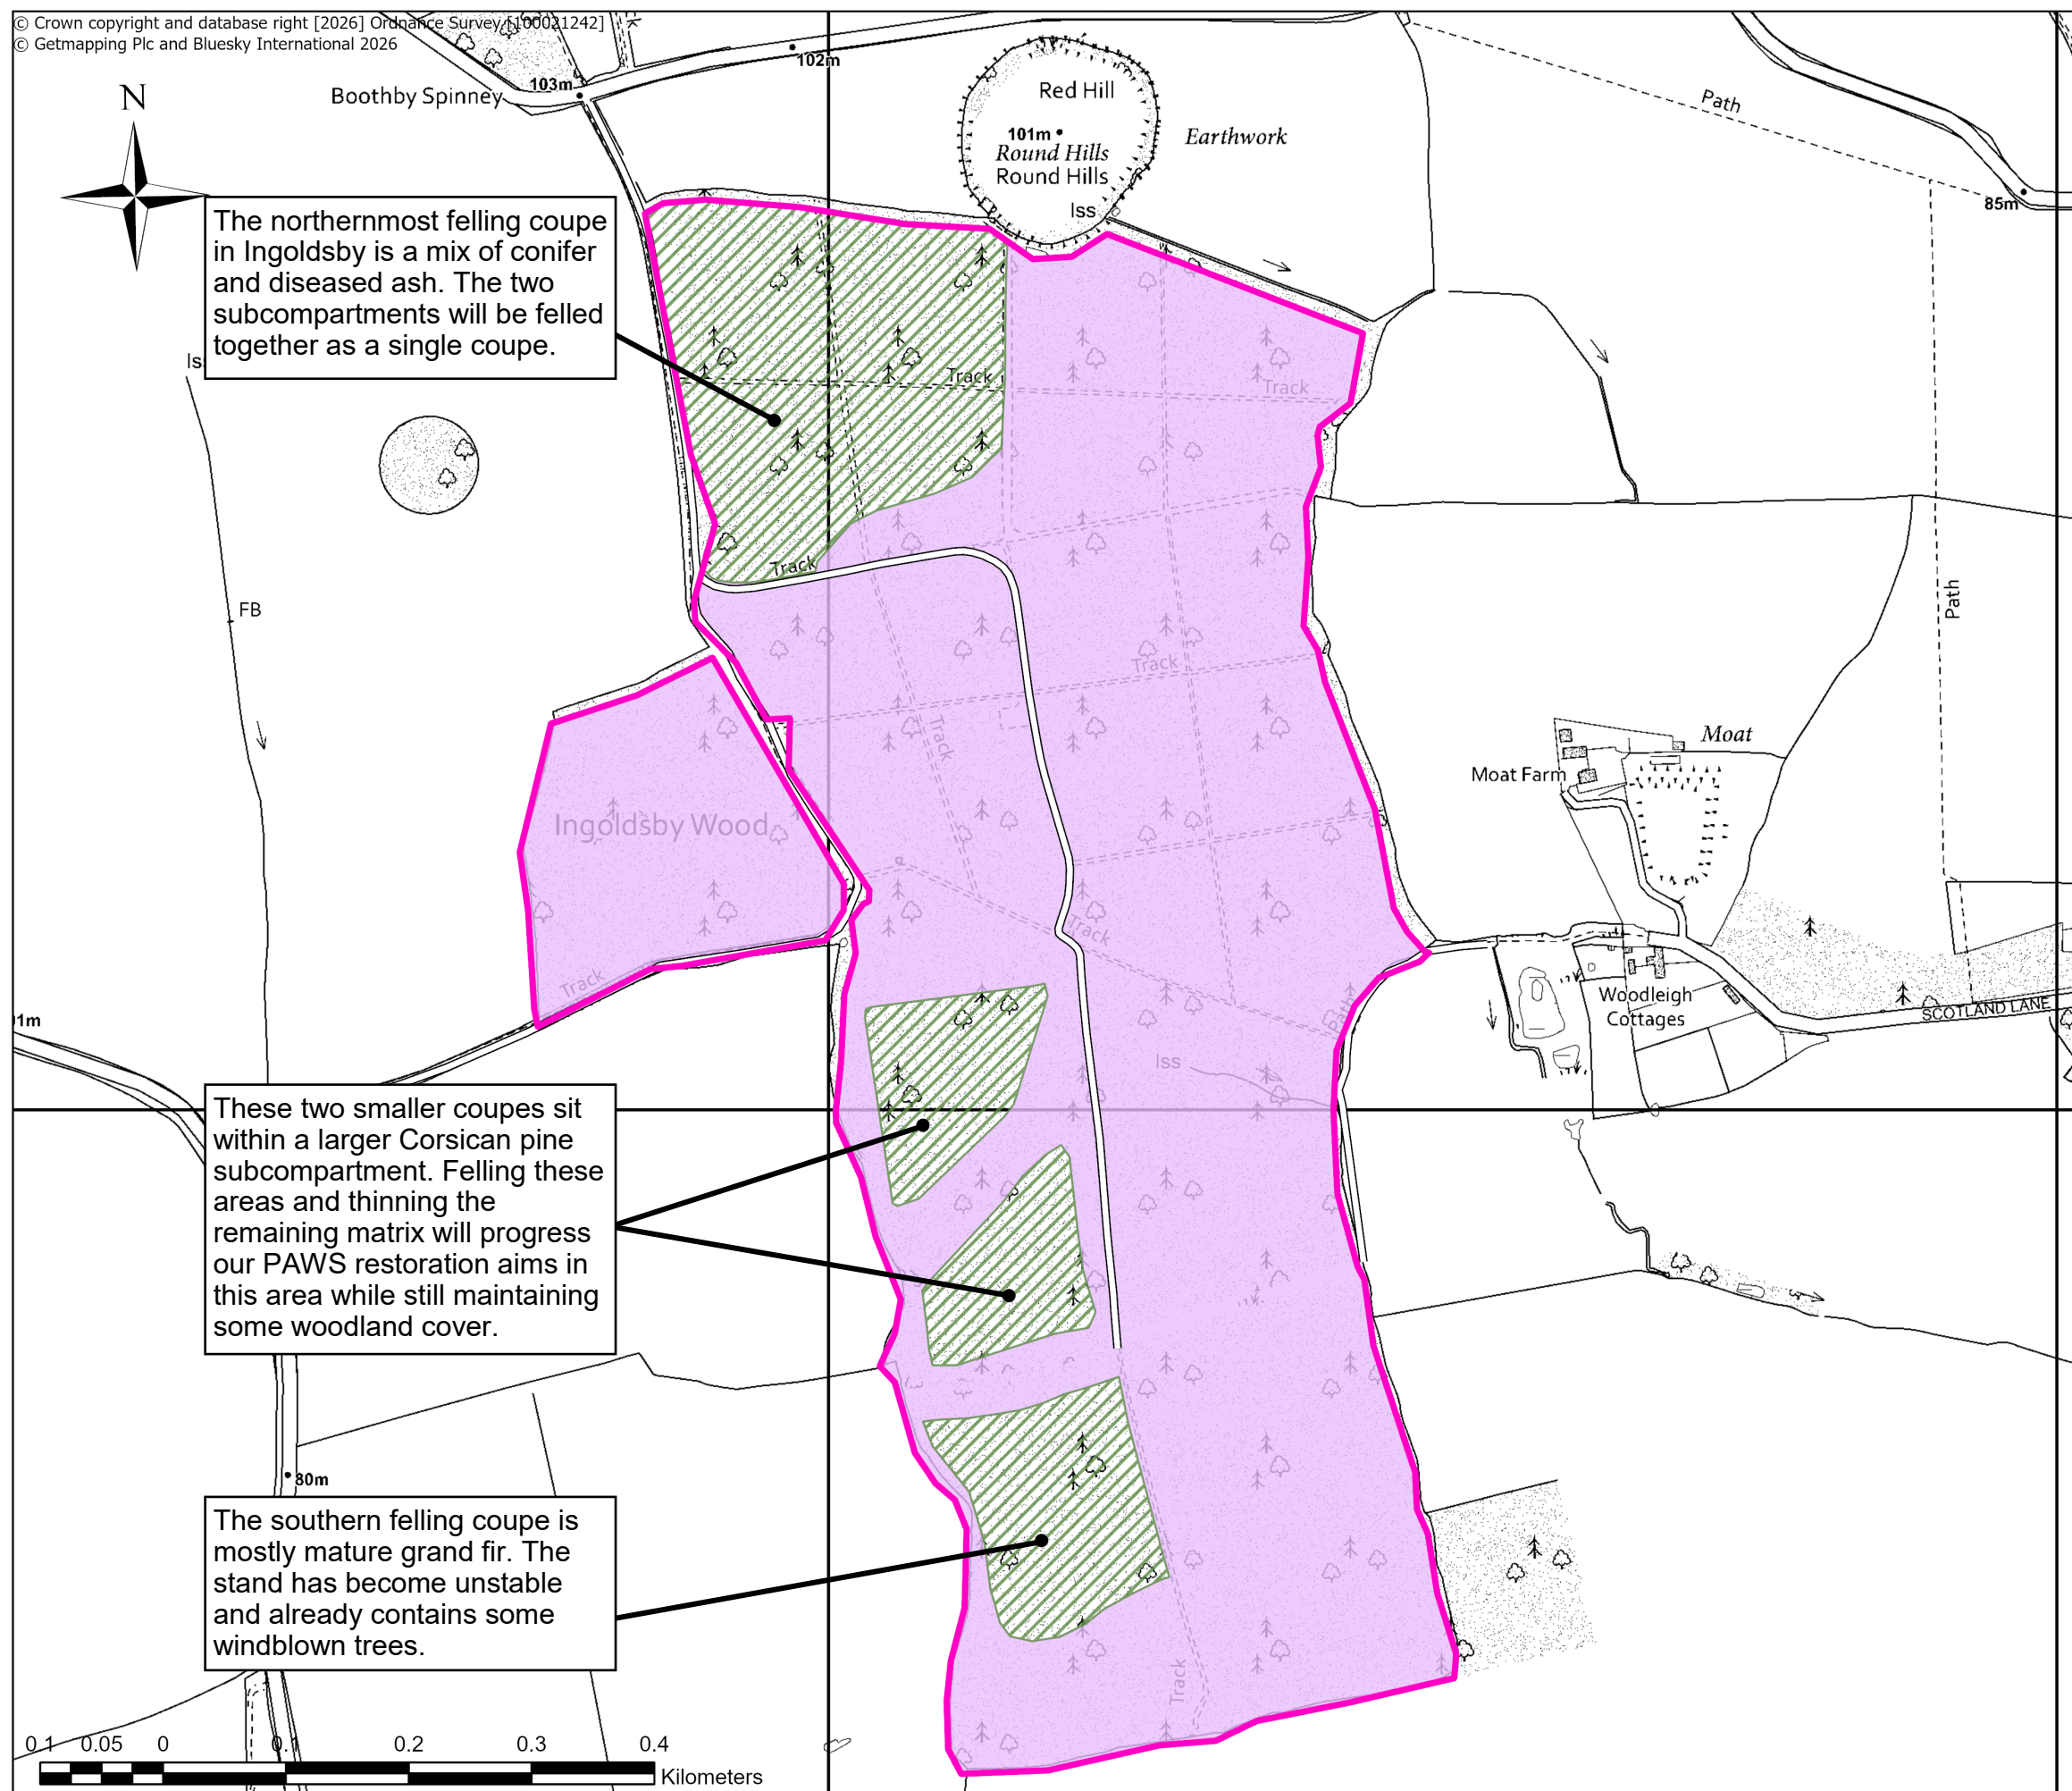 © Crown copyright and database right [2026] Ordnance Survey [100021242]
© Getmapping Plc and Bluesky International 2026
N
Boothby Spinney
103m
102m
Red Hill
101m
Round Hills
Round Hills
Earthwork
Iss
Path
85m
The northernmost felling coupe
in Ingoldsby is a mix of conifer
and diseased ash. The two
subcompartments will be felled
together as a single coupe.
Track
Track
Track
FB
Path
Track
Track
Moat
Moat Farm
Ingoldsby Wood
Track
Track
Path
Woodleigh
Cottages
SCOTLAND LANE
Iss
These two smaller coupes sit
within a larger Corsican pine
subcompartment. Felling these
areas and thinning the
remaining matrix will progress
our PAWS restoration aims in
this area while still maintaining
some woodland cover.
80m
The southern felling coupe is
mostly mature grand fir. The
stand has become unstable
and already contains some
windblown trees.
Track
0.1 0.05 0 0.1 0.2 0.3 0.4
Kilometers